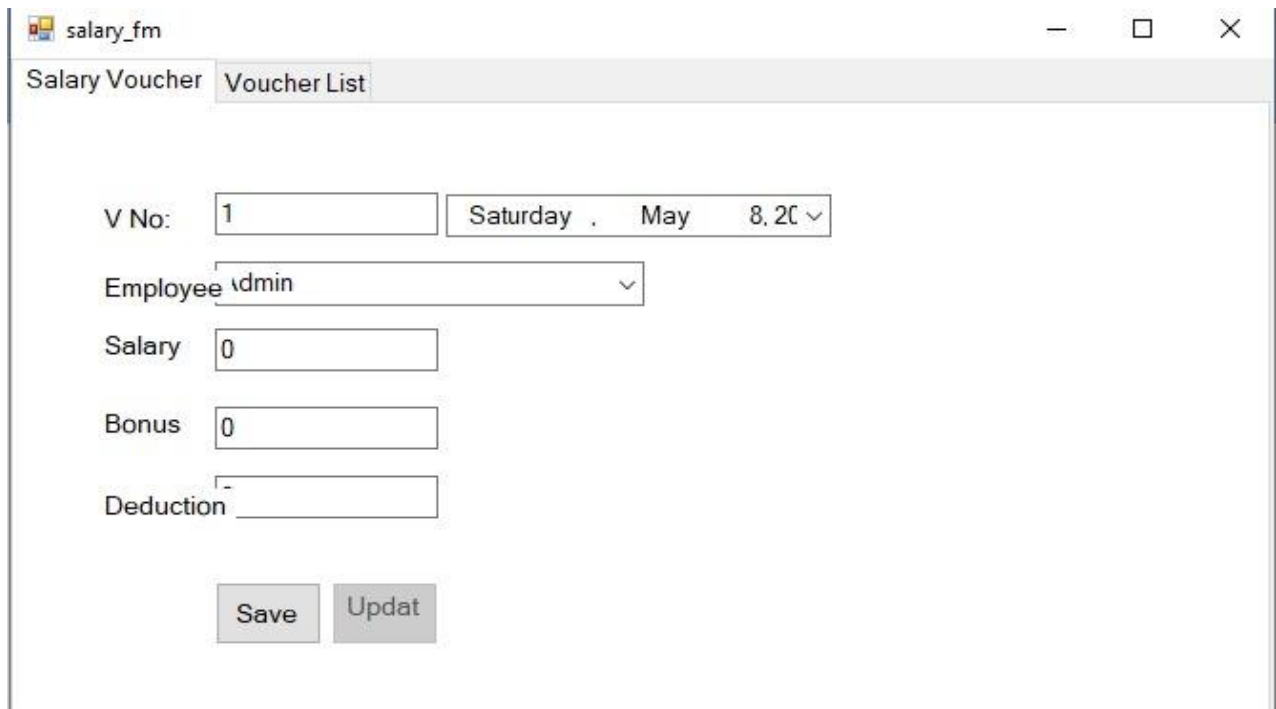 salary_fm
Salary Voucher Voucher List
V No: 1 Saturday , May 8, 20
Employee Admin
Salary 0
Bonus 0
Deduction
Save Updat